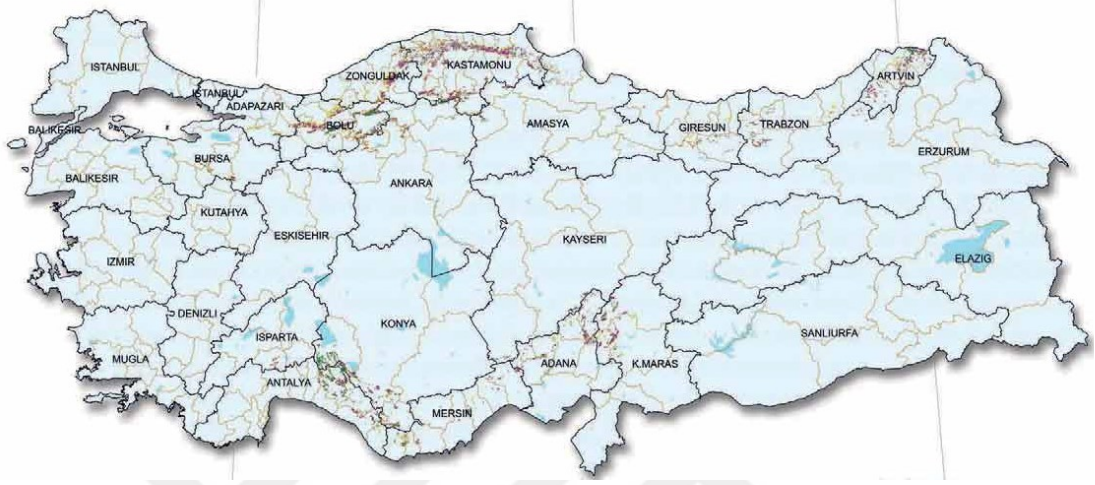 ISTANBUL
ZONGULDAK
KASTAMONU
ARTVIN
ISTANBUL
ADAPAZARI
BOLU
AMASYA
GIRESUN
TRABZON
BALIKESIR
BURSA
ERZURUM
BALIKESIR
ANKARA
KUTAHYA
ESKISEHIR
KAYSERI
IZMIR
ELAZIG
DENIZLI
KONYA
ISPARTA
SANLIURFA
MUGLA
ANTALYA
ADANA
K.MARAS
MERSIN